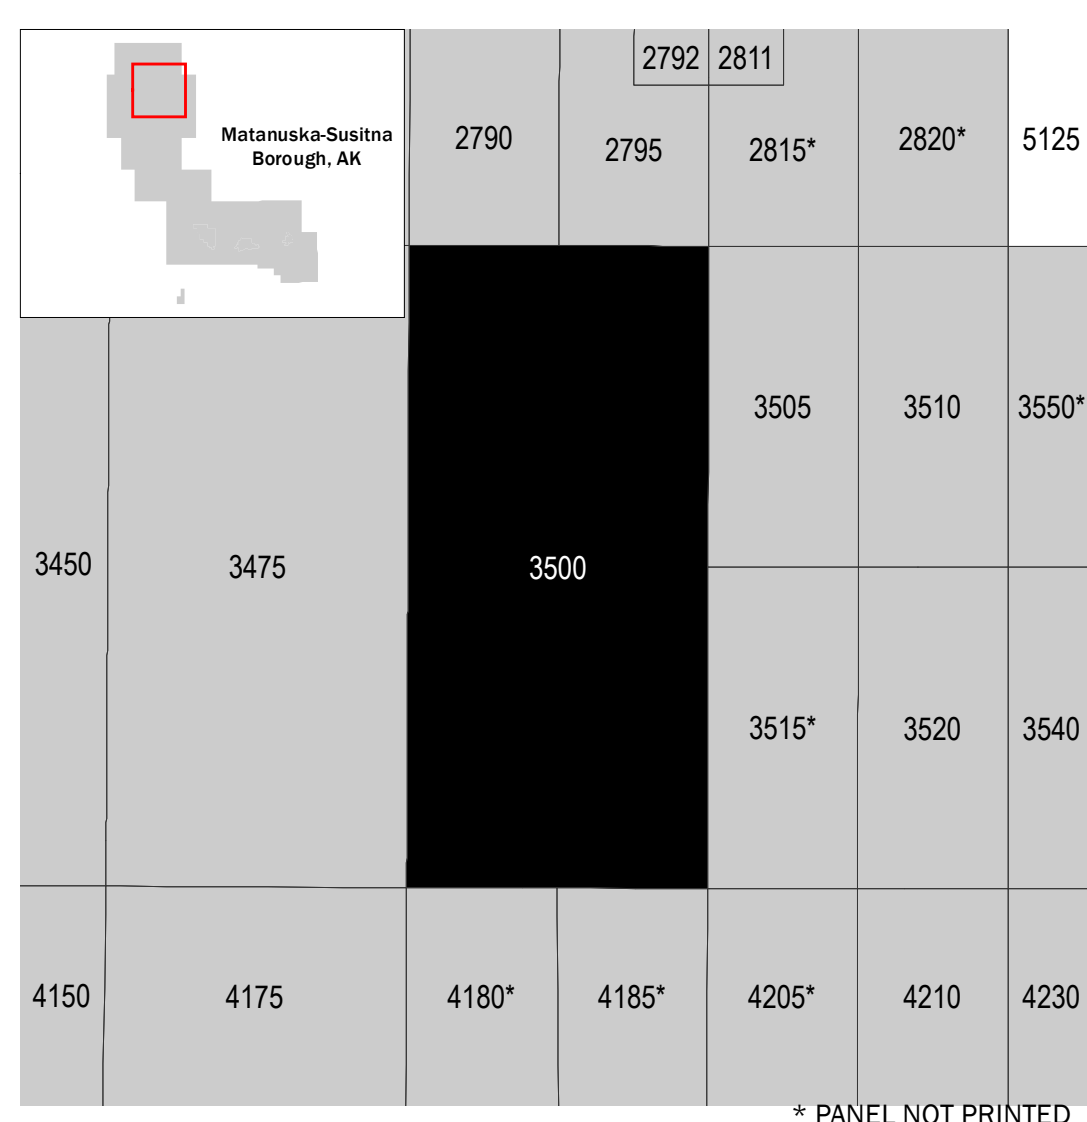 2792 2811
Matanuska-Susitna
Borough, AK
2790 2795 2815* 2820* 5125
3505 3510 3550*
3450 3475 3500
3515* 3520 3540
4150 4175 4180* 4185* 4205* 4210 4230
* PANEL NOT PRINTED